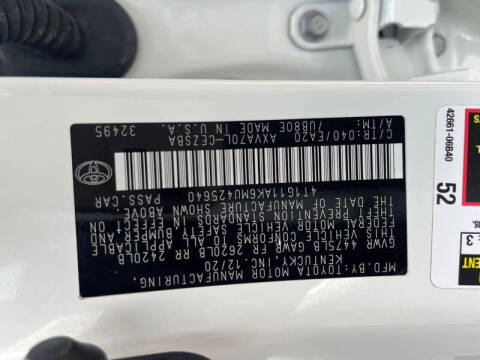 MFD.BY:TOYOTA MOTOR MANUFACTURING,
KENTUCKY, INC. 12/20
GVWR 4475LB GAWR FR 2620LB RR 2420LB
THIS VEHICLE CONFORMS TO ALL APPLICABLE
FEDERAL MOTOR VEHICLE SAFETY, BUMPER, AND
THEFT PREVENTION STANDARDS IN EFFECT ON
THE DATE OF MANUFACTURE SHOWN ABOVE.
4T1G11AK6MU425640 PASS. CAR
C/TR:040/EA20
AXVA70L-CEZSBA
A/TM: /UB80E MADE IN U.S.A.
32495
42661-06B40
52
3